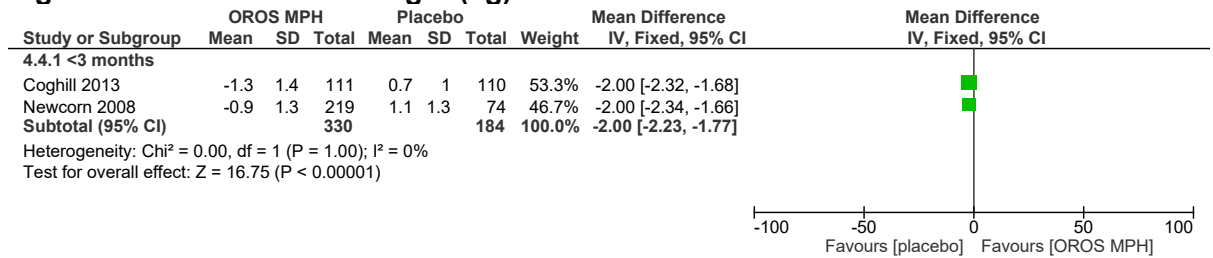 OROS MPH Placebo Mean Difference Mean Difference
Study or Subgroup Mean SD Total Mean SD Total Weight IV, Fixed, 95% CI IV, Fixed, 95% CI
4.4.1 <3 months
Coghill 2013 -1.3 1.4 111 0.7 1 110 53.3% -2.00 [-2.32, -1.68]
Newcorn 2008 -0.9 1.3 219 1.1 1.3 74 46.7% -2.00 [-2.34, -1.66]
Subtotal (95% CI) 330 184 100.0% -2.00 [-2.23, -1.77]
Heterogeneity: Chi² = 0.00, df = 1 (P = 1.00); I² = 0%
Test for overall effect: Z = 16.75 (P < 0.00001)
-100 -50 0 50 100
Favours [placebo] Favours [OROS MPH]